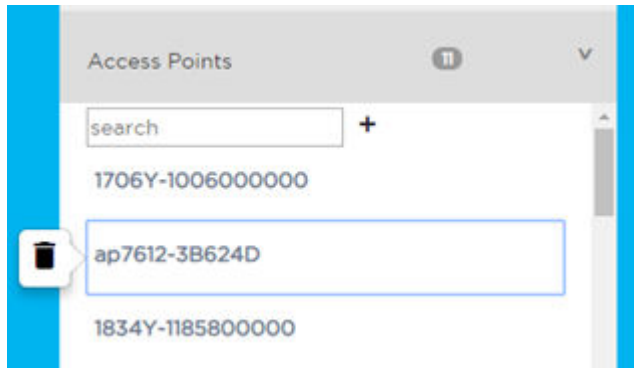 Access Points 11 v
search +
1706Y-1006000000
ap7612-3B624D
1834Y-1185800000